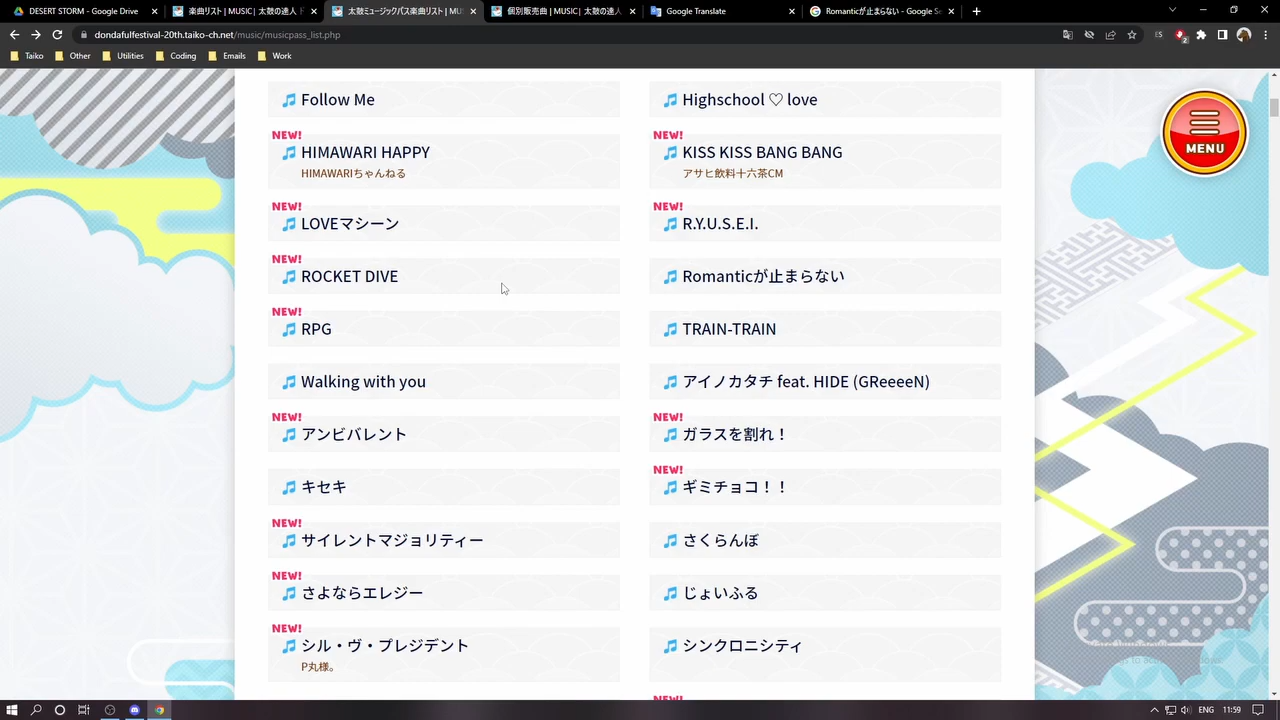 DESERT STORM - Google Drive
楽曲リスト | MUSIC | 太鼓の達人 ド
太鼓ミュージックパス楽曲リスト | MUS
個別販売曲 | MUSIC | 太鼓の達人
Google Translate
Romanticが止まらない - Google Se
dondafulfestival-20th.taiko-ch.net/music/musicpass_list.php
ES
2
Taiko
Other
Utilities
Coding
Emails
Work
MENU
Follow Me
Highschool ♡ love
NEW!
HIMAWARI HAPPY
HIMAWARIちゃんねる
NEW!
KISS KISS BANG BANG
アサヒ飲料十六茶CM
NEW!
LOVEマシーン
NEW!
R.Y.U.S.E.I.
NEW!
ROCKET DIVE
Romanticが止まらない
NEW!
RPG
TRAIN-TRAIN
Walking with you
アイノカタチ feat. HIDE (GReeeeN)
NEW!
アンビバレント
NEW!
ガラスを割れ！
キセキ
NEW!
ギミチョコ！！
NEW!
サイレントマジョリティー
さくらんぼ
NEW!
さよならエレジー
じょいふる
NEW!
シル・ヴ・プレジデント
P丸様。
シンクロニシティ
NEW!
ENG
11:59